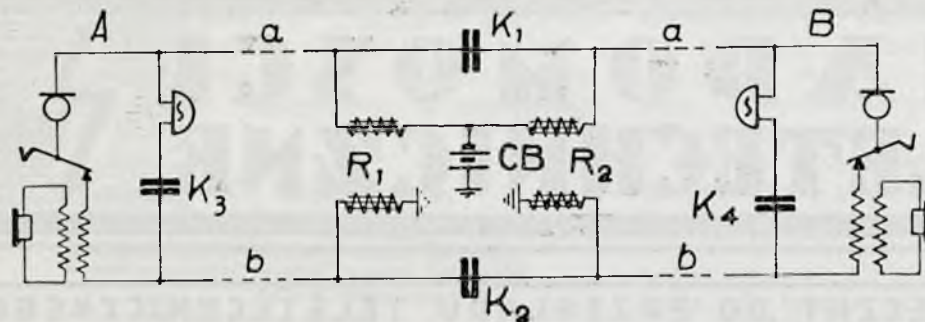 A a K₁ a B
R₁ CB R₂
K₃ K₄
b K₂ b